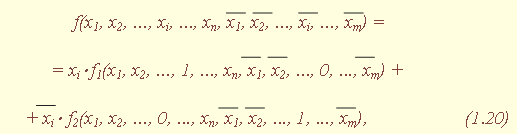 f(x₁, x₂, ..., xᵢ, ..., xₙ, x̅₁, x̅₂, ..., x̅ᵢ, ..., x̅ₘ) =
= xᵢ·f₁(x₁, x₂, ..., 1, ..., xₙ, x̅₁, x̅₂, ..., 0, ..., x̅ₘ) +
+ x̅ᵢ·f₂(x₁, x₂, ..., 0, ..., xₙ, x̅₁, x̅₂, ..., 1, ..., x̅ₘ), (1.20)